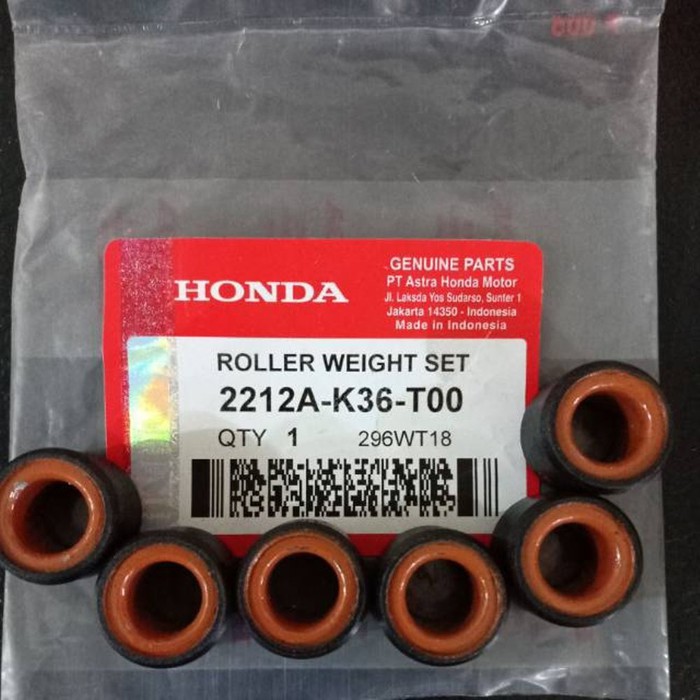 HONDA
GENUINE PARTS
PT Astra Honda Motor
Jl. Laksda Yos Sudarso, Sunter 1
Jakarta 14350 - Indonesia
Made in Indonesia
ROLLER WEIGHT SET
2212A-K36-T00
QTY 1 296WT18